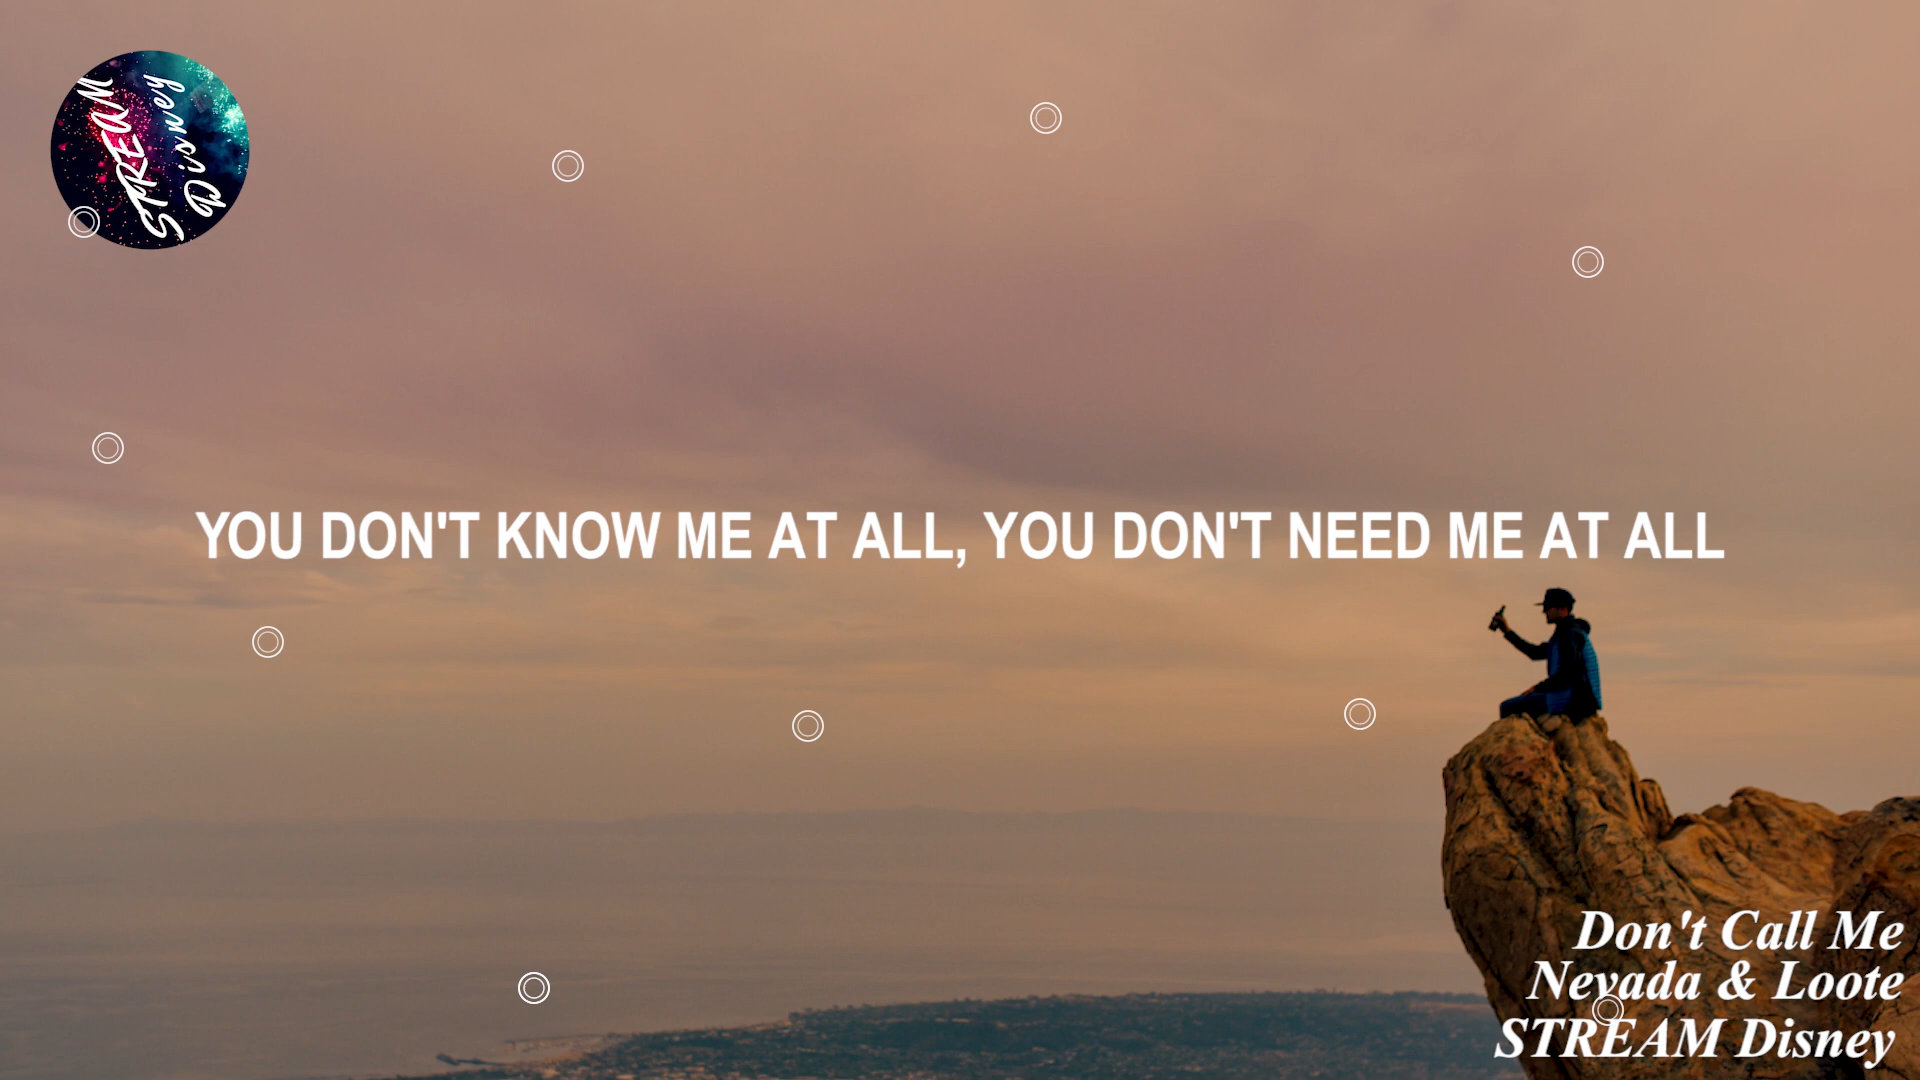 STREAM
Disney
YOU DON'T KNOW ME AT ALL, YOU DON'T NEED ME AT ALL
Don't Call Me
Nevada & Loote
STREAM Disney